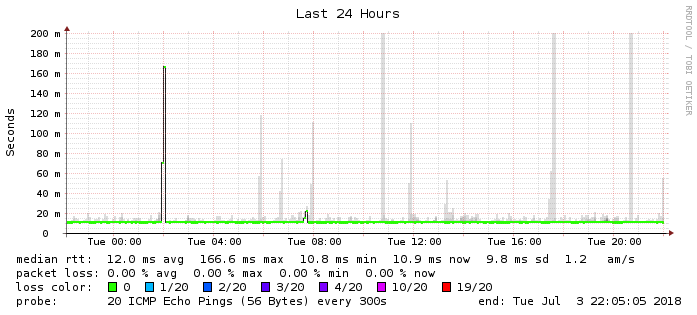 Last 24 Hours
RRDTOOL / TOBI OETIKER
Seconds
200 m
180 m
160 m
140 m
120 m
100 m
80 m
60 m
40 m
20 m
0
Tue 00:00 Tue 04:00 Tue 08:00 Tue 12:00 Tue 16:00 Tue 20:00
median rtt: 12.0 ms avg 166.6 ms max 10.8 ms min 10.9 ms now 9.8 ms sd 1.2 am/s
packet loss: 0.00 % avg 0.00 % max 0.00 % min 0.00 % now
loss color: 0 1/20 2/20 3/20 4/20 10/20 19/20
probe: 20 ICMP Echo Pings (56 Bytes) every 300s end: Tue Jul 3 22:05:05 2018